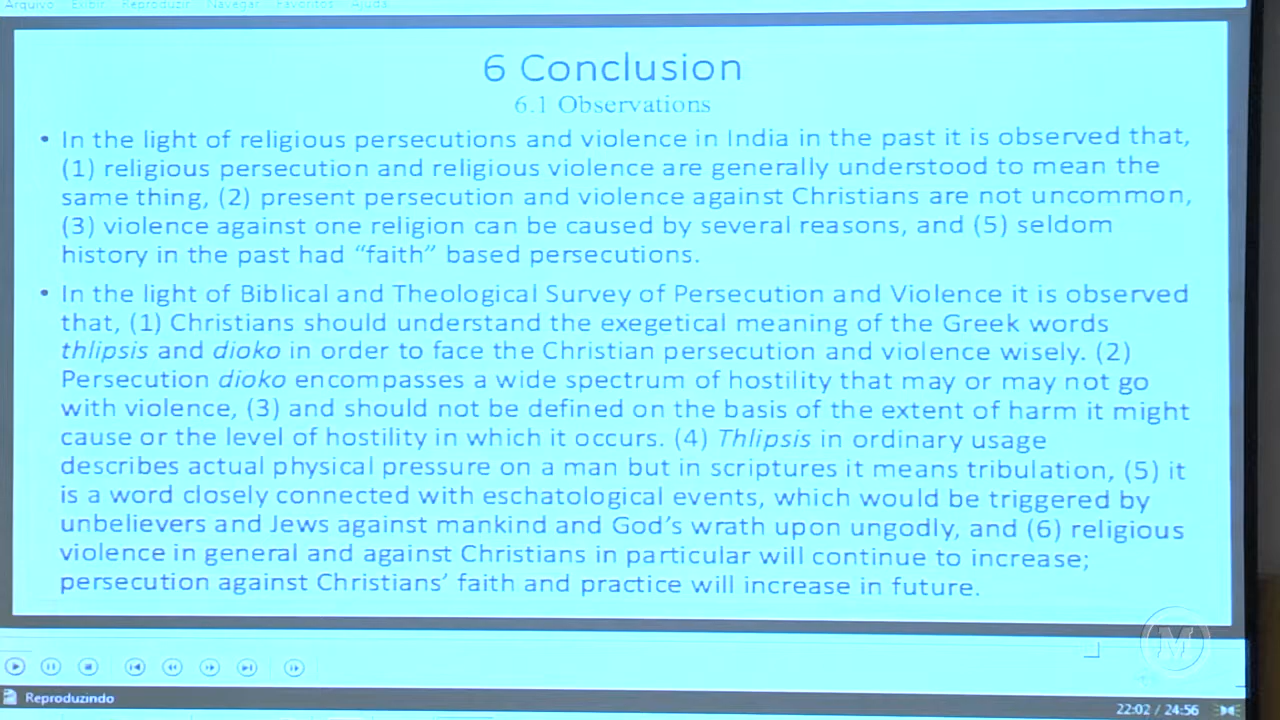 Arquivo Exibir Reproduzir Navegar Favoritos Ajuda
6 Conclusion
6.1 Observations
• In the light of religious persecutions and violence in India in the past it is observed that,
(1) religious persecution and religious violence are generally understood to mean the
same thing, (2) present persecution and violence against Christians are not uncommon,
(3) violence against one religion can be caused by several reasons, and (5) seldom
history in the past had “faith” based persecutions.
• In the light of Biblical and Theological Survey of Persecution and Violence it is observed
that, (1) Christians should understand the exegetical meaning of the Greek words
thlipsis and dioko in order to face the Christian persecution and violence wisely. (2)
Persecution dioko encompasses a wide spectrum of hostility that may or may not go
with violence, (3) and should not be defined on the basis of the extent of harm it might
cause or the level of hostility in which it occurs. (4) Thlipsis in ordinary usage
describes actual physical pressure on a man but in scriptures it means tribulation, (5) it
is a word closely connected with eschatological events, which would be triggered by
unbelievers and Jews against mankind and God’s wrath upon ungodly, and (6) religious
violence in general and against Christians in particular will continue to increase;
persecution against Christians’ faith and practice will increase in future.
M
Reproduzindo
22:02 / 24:56